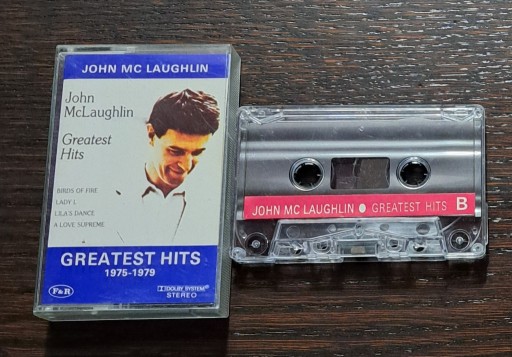 JOHN MC LAUGHLIN
John
McLaughlin
Greatest
Hits
BIRDS OF FIRE
LADY L
LILA'S DANCE
A LOVE SUPREME
GREATEST HITS
1975-1979
F&R
DOLBY SYSTEM
STEREO
JOHN MC LAUGHLIN ● GREATEST HITS B